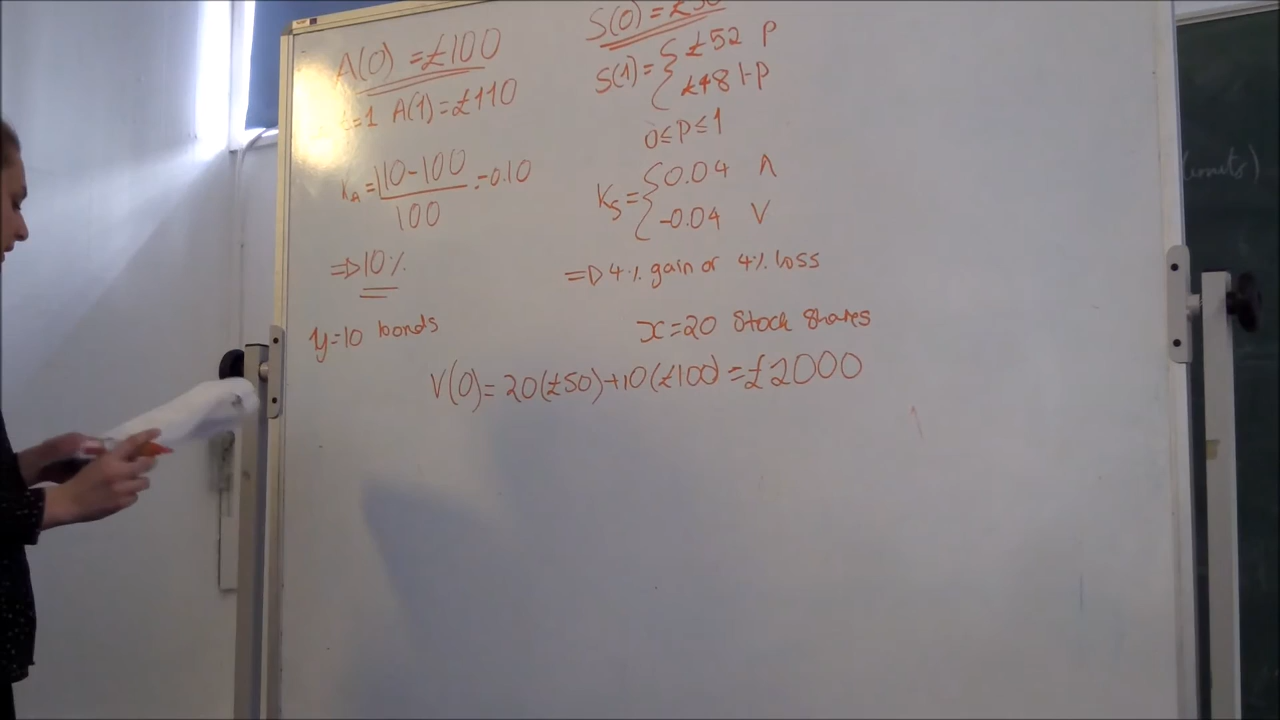 A(0) = £100
t=1 A(1) = £110
K_A = 110-100 / 100 = 0.10
=> 10%
y=10 bonds
S(0) = £50
S(1) = { £52 p
£48 1-p
0≤p≤1
K_S = { 0.04 ʌ
-0.04 v
=> 4% gain or 4% loss
x=20 stock shares
V(0) = 20(£50)+10(£100) = £2000